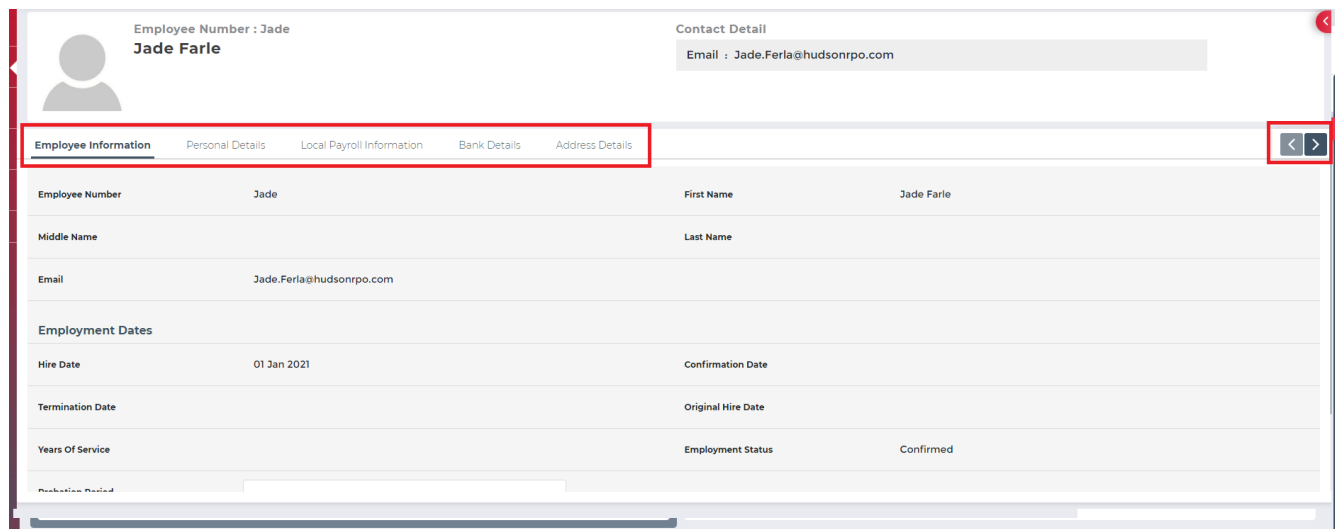 Employee Number : Jade
Jade Farle
Contact Detail
Email : Jade.Ferla@hudsonrpo.com
Employee Information Personal Details Local Payroll Information Bank Details Address Details
Employee Number Jade First Name Jade Farle
Middle Name Last Name
Email Jade.Ferla@hudsonrpo.com
Employment Dates
Hire Date 01 Jan 2021 Confirmation Date
Termination Date Original Hire Date
Years Of Service Employment Status Confirmed
Probation Period